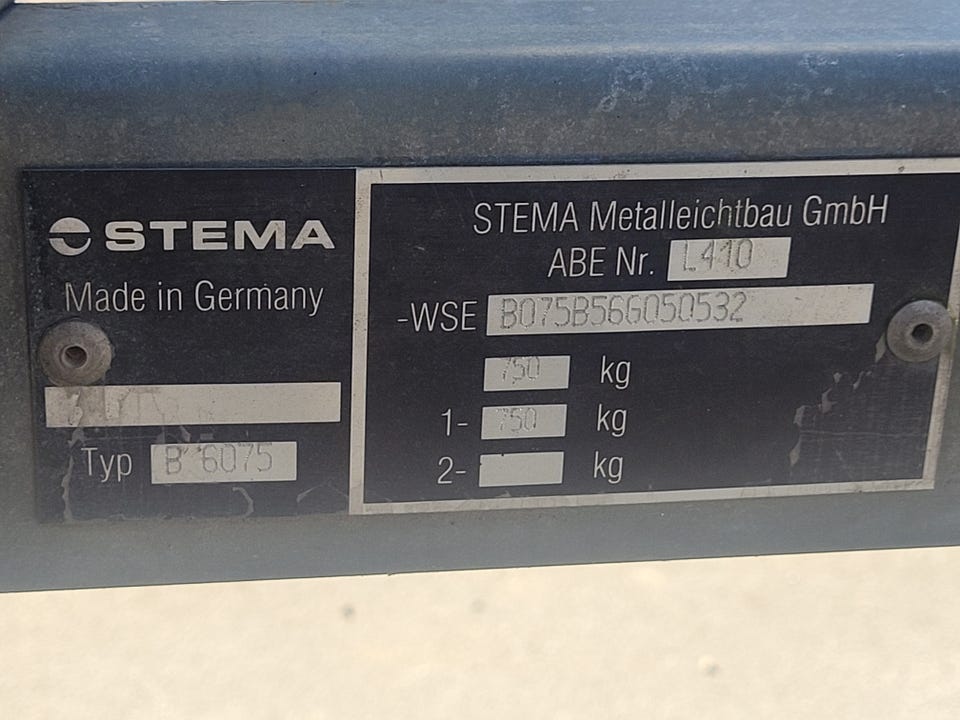 STEMA
Made in Germany
Typ B 6075
STEMA Metalleichtbau GmbH
ABE Nr. L410
-WSE B075B56G050532
750 kg
1- 750 kg
2- kg